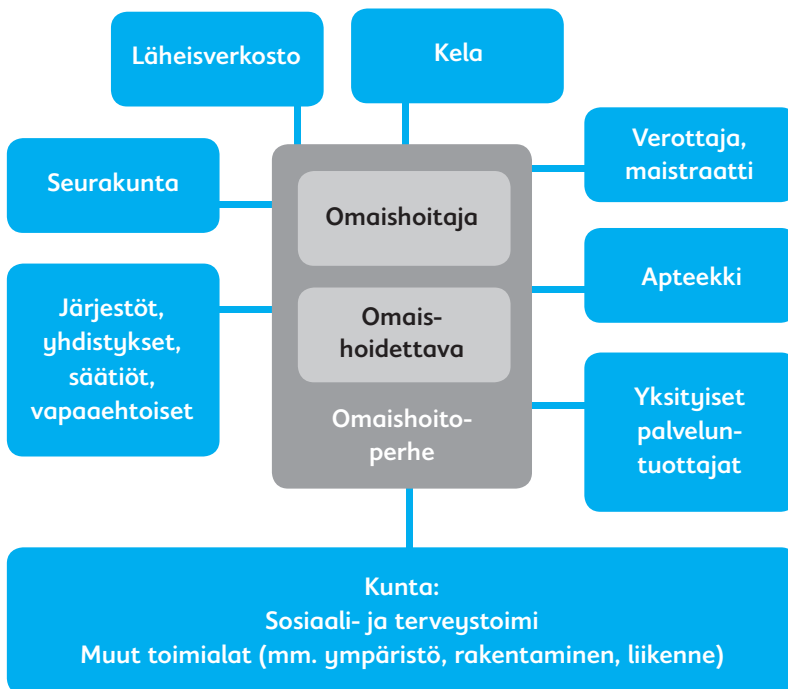 Läheisverkosto
Kela
Verottaja,
maistraatti
Seurakunta
Omaishoitaja
Apteekki
Järjestöt,
yhdistykset,
säätiöt,
vapaaehtoiset
Omais-
hoidettava
Omaishoito-
perhe
Yksityiset
palvelun-
tuottajat
Kunta:
Sosiaali- ja terveystoimi
Muut toimialat (mm. ympäristö, rakentaminen, liikenne)